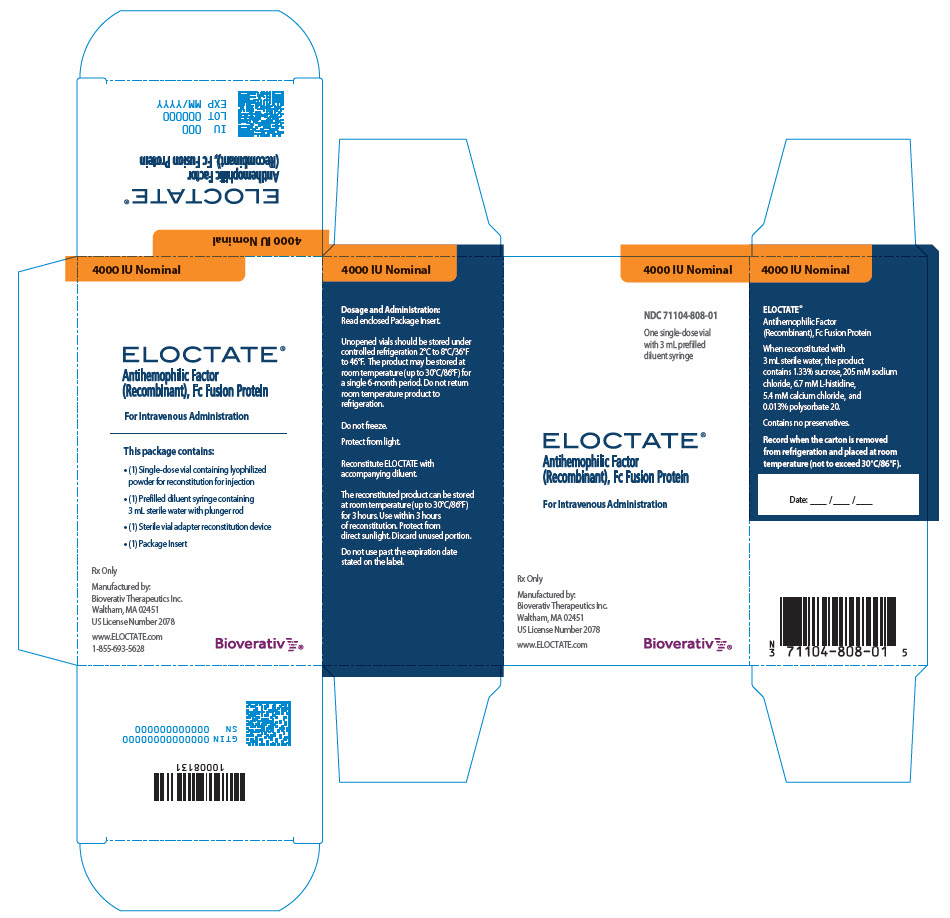 IU 000
LOT 000000
EXP MM/YYYY
ELOCTATE®
Antihemophilic Factor
(Recombinant), Fc Fusion Protein
4000 IU Nominal
4000 IU Nominal
ELOCTATE®
Antihemophilic Factor
(Recombinant), Fc Fusion Protein
For Intravenous Administration
This package contains:
• (1) Single-dose vial containing lyophilized
powder for reconstitution for injection
• (1) Prefilled diluent syringe containing
3 mL sterile water with plunger rod
• (1) Sterile vial adapter reconstitution device
• (1) Package Insert
Rx Only
Manufactured by:
Bioverativ Therapeutics Inc.
Waltham, MA 02451
US License Number 2078
www.ELOCTATE.com
1-855-693-5628
Bioverativ®
4000 IU Nominal
Dosage and Administration:
Read enclosed Package Insert.
Unopened vials should be stored under
controlled refrigeration 2°C to 8°C/36°F
to 46°F. The product may be stored at
room temperature (up to 30°C/86°F) for
a single 6-month period. Do not return
room temperature product to
refrigeration.
Do not freeze.
Protect from light.
Reconstitute ELOCTATE with
accompanying diluent.
The reconstituted product can be stored
at room temperature (up to 30°C/86°F)
for 3 hours. Use within 3 hours
of reconstitution. Protect from
direct sunlight. Discard unused portion.
Do not use past the expiration date
stated on the label.
4000 IU Nominal
NDC 71104-808-01
One single-dose vial
with 3 mL prefilled
diluent syringe
ELOCTATE®
Antihemophilic Factor
(Recombinant), Fc Fusion Protein
For Intravenous Administration
Rx Only
Manufactured by:
Bioverativ Therapeutics Inc.
Waltham, MA 02451
US License Number 2078
www.ELOCTATE.com
Bioverativ®
4000 IU Nominal
ELOCTATE®
Antihemophilic Factor
(Recombinant), Fc Fusion Protein
When reconstituted with
3 mL sterile water, the product
contains 1.33% sucrose, 205 mM sodium
chloride, 6.7 mM L-histidine,
5.4 mM calcium chloride, and
0.013% polysorbate 20.
Contains no preservatives.
Record when the carton is removed
from refrigeration and placed at room
temperature (not to exceed 30°C/86°F).
Date: ____ /____ /____
N
3 71104-808-01 5
GTIN 00000000000000
SN 000000000000
10008131